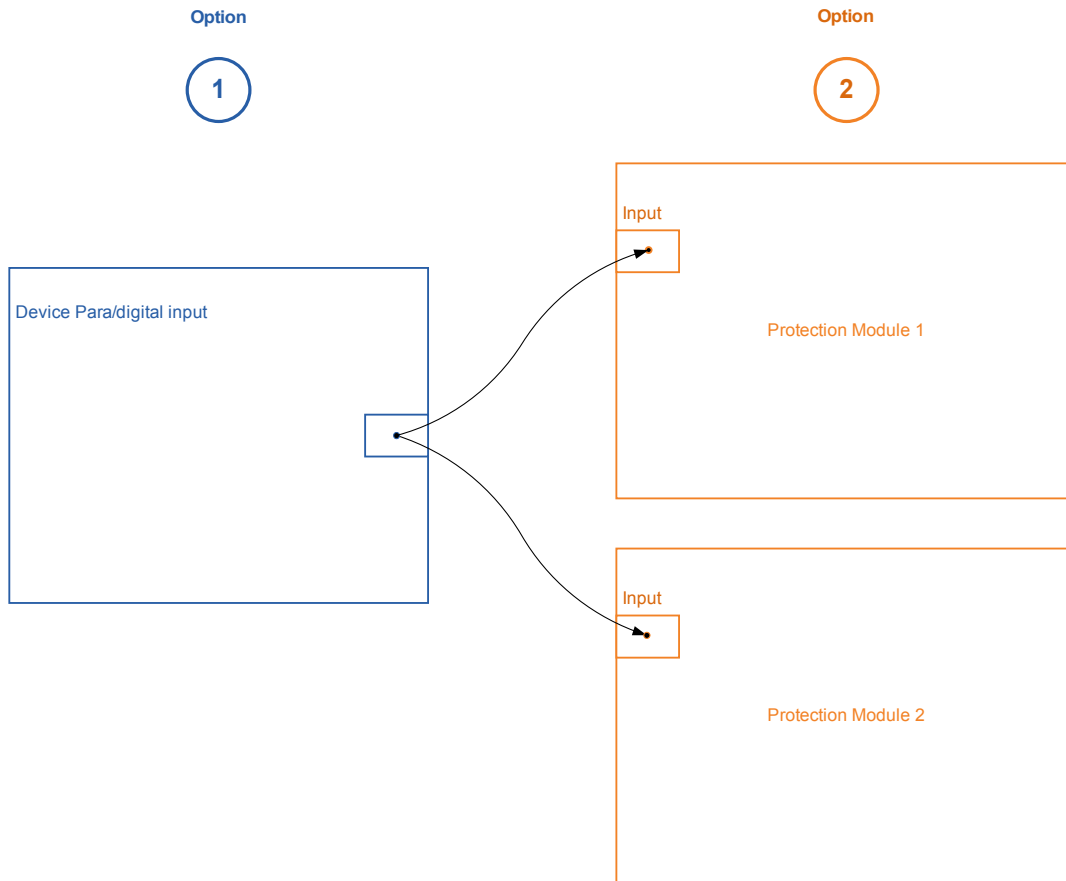 Option
1
Option
2
Device Para/digital input
Input
Protection Module 1
Input
Protection Module 2